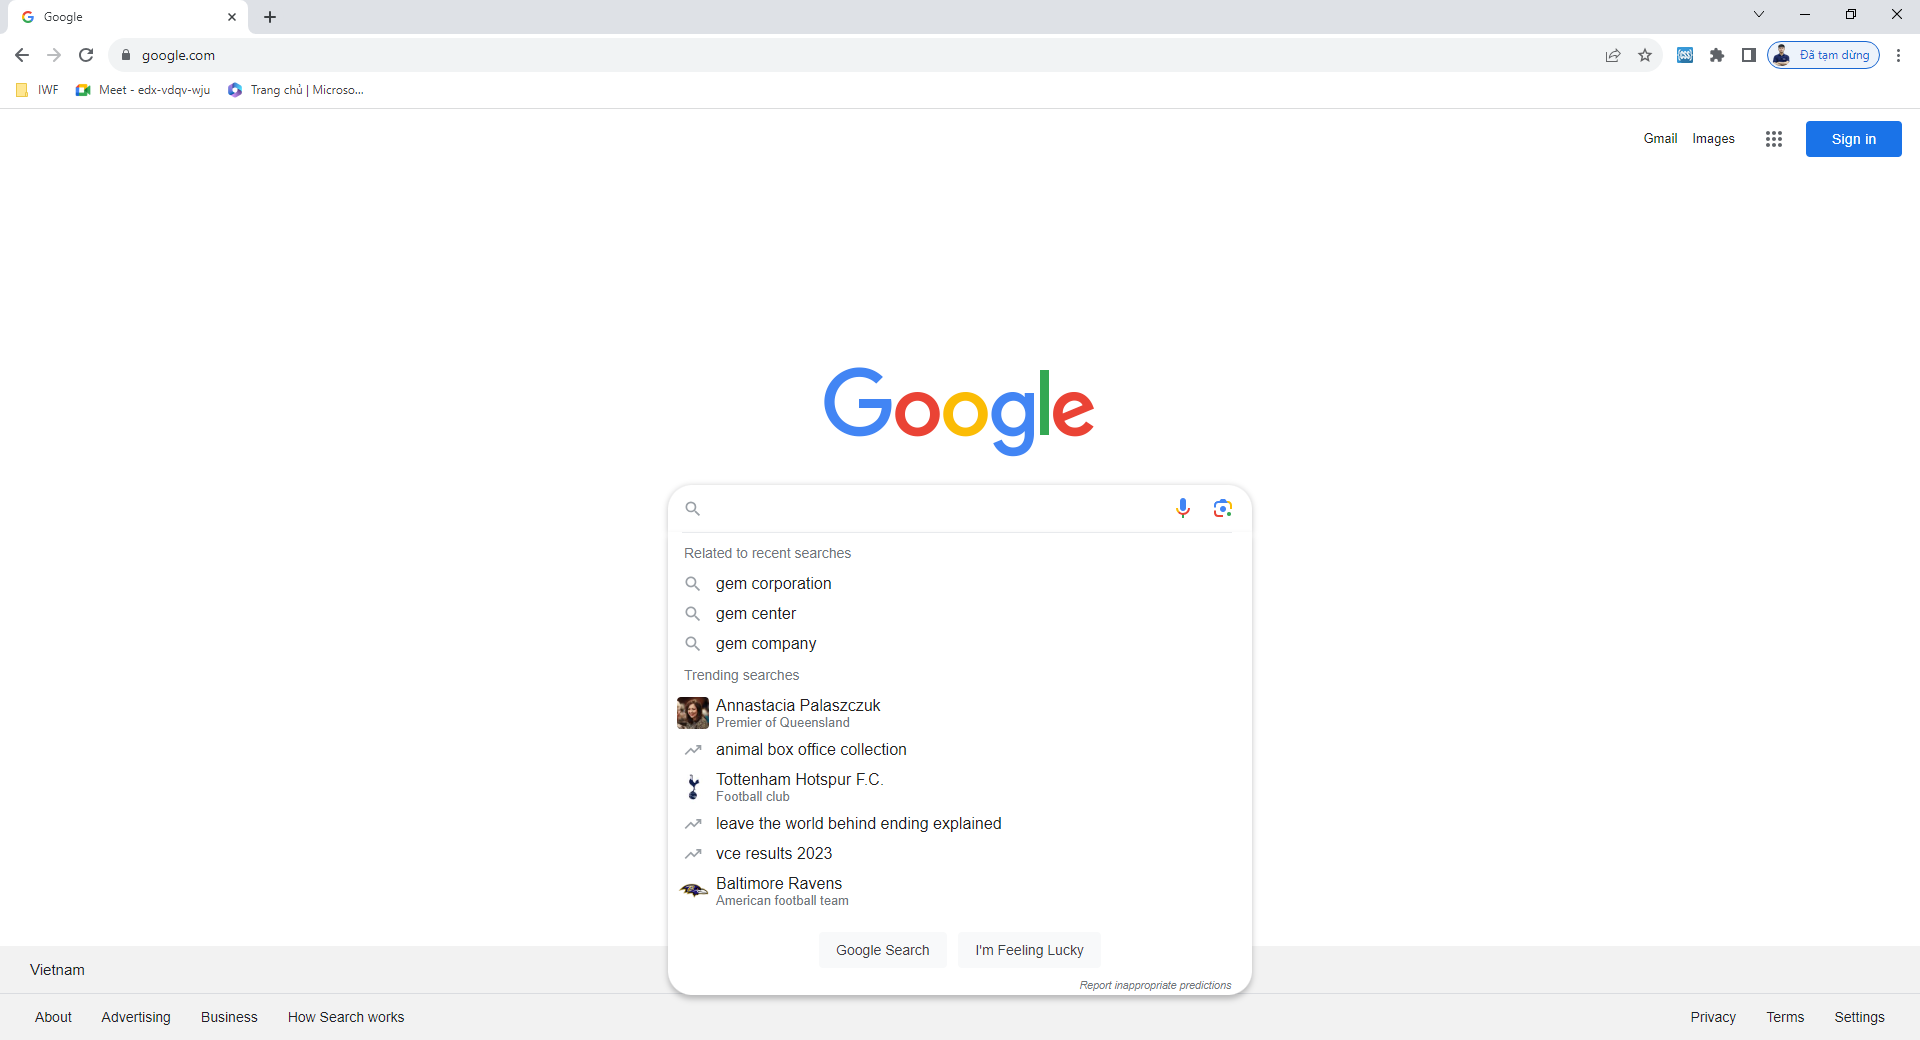 Google
google.com
Đã tạm dừng
IWF
Meet - edx-vdqv-wju
Trang chủ | Microso...
Gmail
Images
Sign in
Google
Related to recent searches
gem corporation
gem center
gem company
Trending searches
Annastacia Palaszczuk
Premier of Queensland
animal box office collection
Tottenham Hotspur F.C.
Football club
leave the world behind ending explained
vce results 2023
Baltimore Ravens
American football team
Google Search
I'm Feeling Lucky
Report inappropriate predictions
Vietnam
About
Advertising
Business
How Search works
Privacy
Terms
Settings